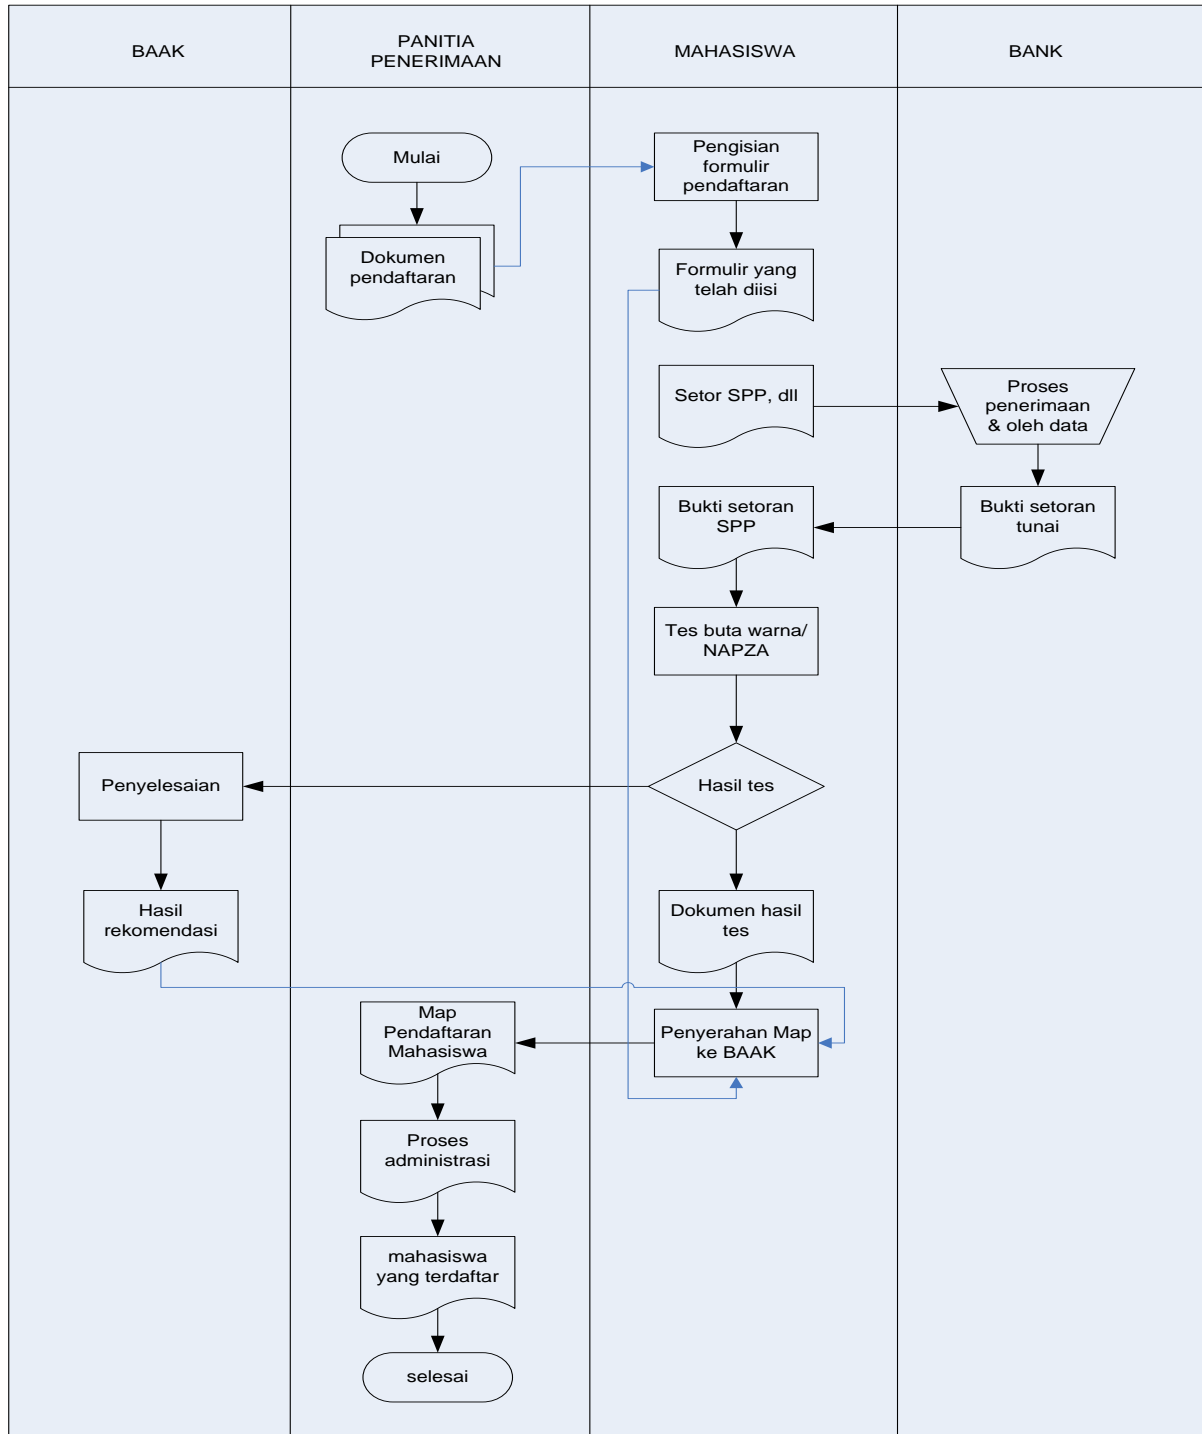 BAAK
PANITIA
PENERIMAAN
MAHASISWA
BANK
Mulai
Pengisian
formulir
pendaftaran
Dokumen
pendaftaran
Formulir yang
telah diisi
Setor SPP, dll
Proses
penerimaan
& oleh data
Bukti setoran
SPP
Bukti setoran
tunai
Tes buta warna/
NAPZA
Penyelesaian
Hasil tes
Hasil
rekomendasi
Dokumen hasil
tes
Map
Pendaftaran
Mahasiswa
Penyerahan Map
ke BAAK
Proses
administrasi
mahasiswa
yang terdaftar
selesai